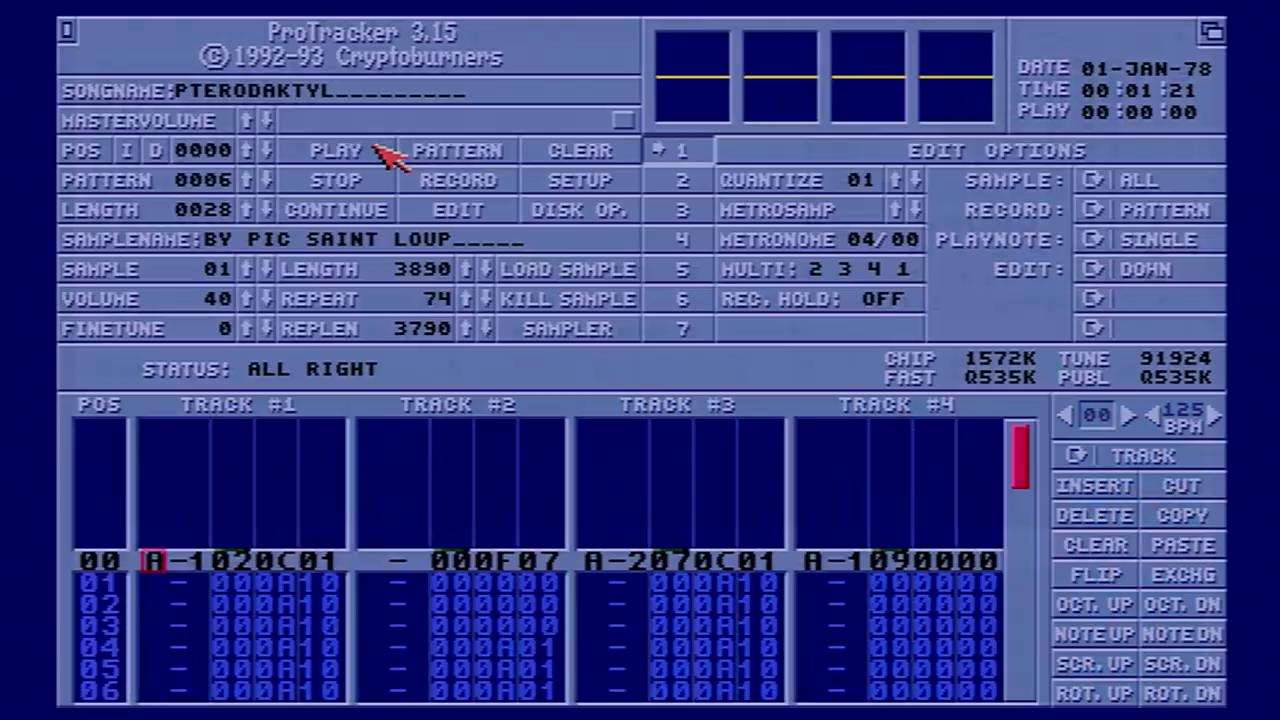 ProTracker 3.15
©1992-93 Cryptoburners
DATE 01-JAN-78
TIME 00:01:21
PLAY 00:00:00
SONGNAME:PTERODAKTYL_________
MASTERVOLUME
POS I D 0000 PLAY PATTERN CLEAR 1 EDIT OPTIONS
PATTERN 0006 STOP RECORD SETUP 2 QUANTIZE 01 SAMPLE: ALL
LENGTH 0028 CONTINUE EDIT DISK OP. 3 METROSAMP RECORD: PATTERN
SAMPLENAME:BY PIC SAINT LOUP_____ 4 METRONOME 04/00 PLAYNOTE: SINGLE
SAMPLE 01 LENGTH 3890 LOAD SAMPLE 5 MULTI: 2 3 4 1 EDIT: DOWN
VOLUME 40 REPEAT 74 KILL SAMPLE 6 REC.HOLD: OFF
FINETUNE 0 REPLEN 3790 SAMPLER 7
STATUS: ALL RIGHT
CHIP 1572K TUNE 91924
FAST Q535K PUBL Q535K
POS TRACK #1 TRACK #2 TRACK #3 TRACK #4
00 125 BPM
TRACK
INSERT CUT
DELETE COPY
CLEAR PASTE
FLIP EXCHG
OCT. UP OCT. DN
NOTE UP NOTE DN
SCR. UP SCR. DN
ROT. UP ROT. DN
00 A-1020C01 - 000F07 A-2070C01 A-1090000
01 - 000A10 - 000000 - 000A10 - 000000
02 - 000A10 - 000000 - 000A10 - 000000
03 - 000A10 - 000000 - 000A10 - 000000
04 - 000A10 - 000A01 - 000A10 - 000000
05 - 000A10 - 000A01 - 000A10 - 000000
06 - 000A10 - 000A01 - 000A10 - 000000